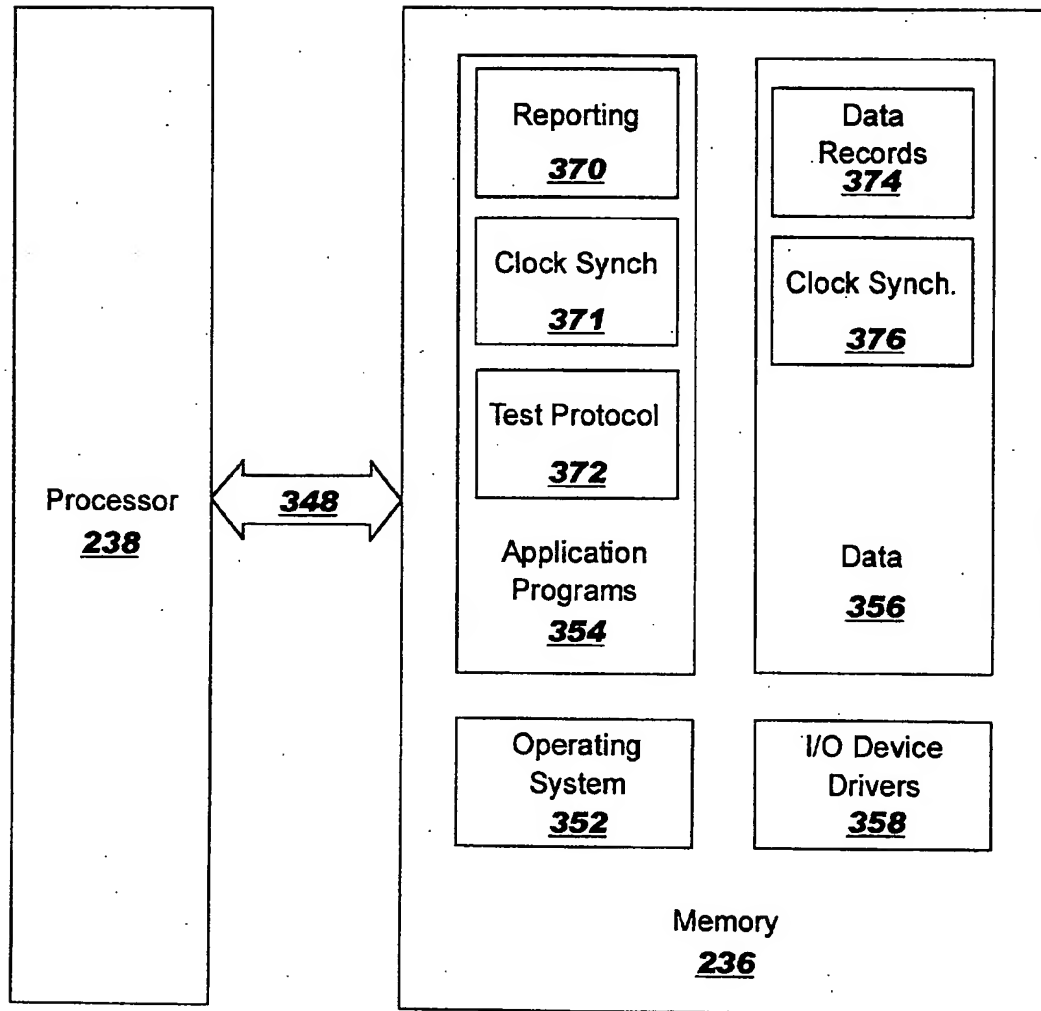 Processor
238
348
Reporting
370
Clock Synch
371
Test Protocol
372
Application
Programs
354
Data
Records
374
Clock Synch.
376
Data
356
Operating
System
352
I/O Device
Drivers
358
Memory
236